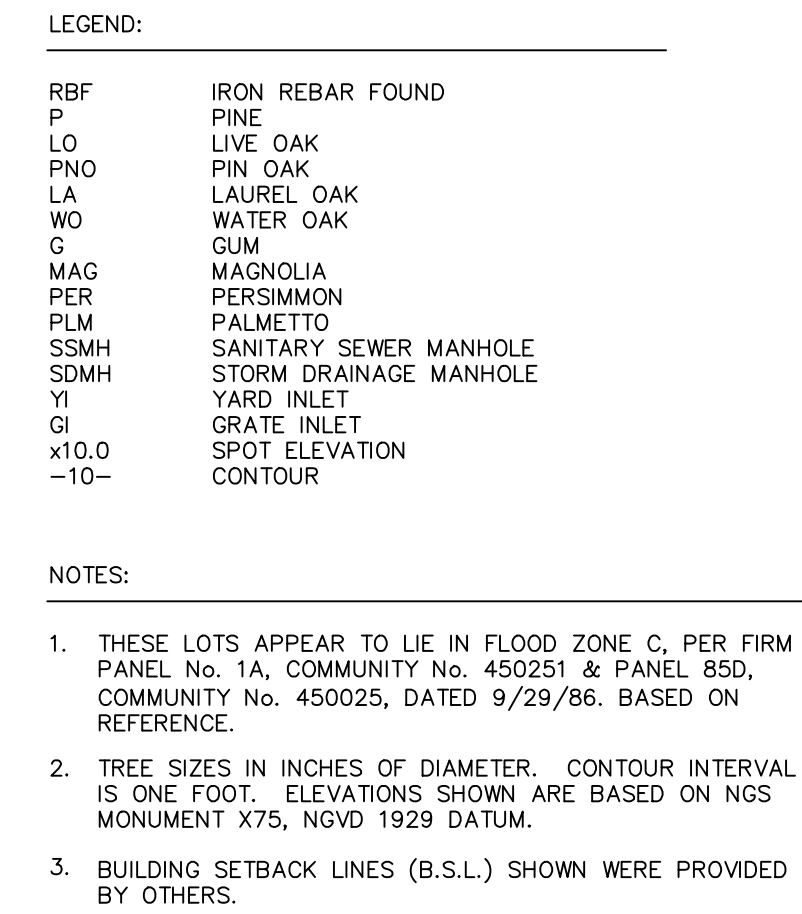 LEGEND:
RBF IRON REBAR FOUND
P PINE
LO LIVE OAK
PNO PIN OAK
LA LAUREL OAK
WO WATER OAK
G GUM
MAG MAGNOLIA
PER PERSIMMON
PLM PALMETTO
SSMH SANITARY SEWER MANHOLE
SDMH STORM DRAINAGE MANHOLE
YI YARD INLET
GI GRATE INLET
x10.0 SPOT ELEVATION
–10– CONTOUR
NOTES:
1. THESE LOTS APPEAR TO LIE IN FLOOD ZONE C, PER FIRM
PANEL No. 1A, COMMUNITY No. 450251 & PANEL 85D,
COMMUNITY No. 450025, DATED 9/29/86. BASED ON
REFERENCE.
2. TREE SIZES IN INCHES OF DIAMETER. CONTOUR INTERVAL
IS ONE FOOT. ELEVATIONS SHOWN ARE BASED ON NGS
MONUMENT X75, NGVD 1929 DATUM.
3. BUILDING SETBACK LINES (B.S.L.) SHOWN WERE PROVIDED
BY OTHERS.